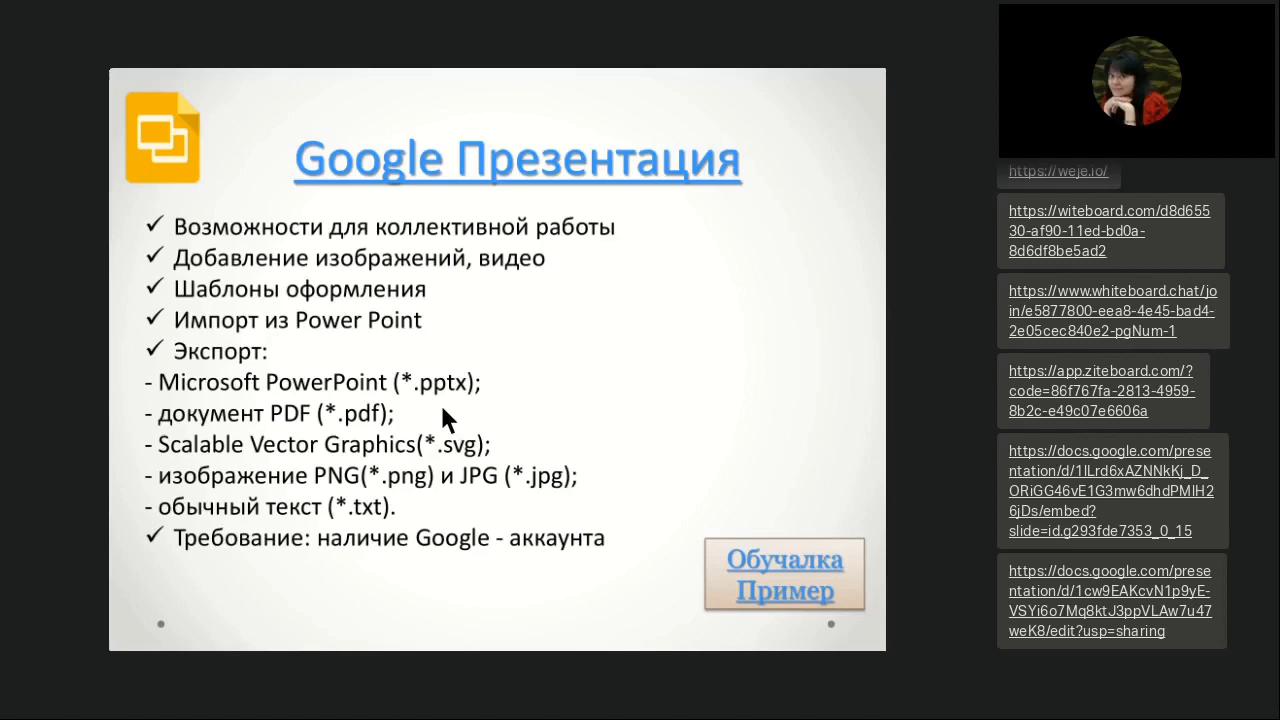 Google Презентация
✓ Возможности для коллективной работы
✓ Добавление изображений, видео
✓ Шаблоны оформления
✓ Импорт из Power Point
✓ Экспорт:
- Microsoft PowerPoint (*.pptx);
- документ PDF (*.pdf);
- Scalable Vector Graphics(*.svg);
- изображение PNG(*.png) и JPG (*.jpg);
- обычный текст (*.txt).
✓ Требование: наличие Google - аккаунта
Обучалка
Пример
https://weje.io/
https://witeboard.com/d8d655
30-af90-11ed-bd0a-
8d6df8be5ad2
https://www.whiteboard.chat/jo
in/e5877800-eea8-4e45-bad4-
2e05cec840e2-pgNum-1
https://app.ziteboard.com/?
code=86f767fa-2813-4959-
8b2c-e49c07e6606a
https://docs.google.com/prese
ntation/d/1lLrd6xAZNNkKj_D_
ORiGG46vE1G3mw6dhdPMlH2
6jDs/embed?
slide=id.g293fde7353_0_15
https://docs.google.com/prese
ntation/d/1cw9EAKcvN1p9yE-
VSYi6o7Mq8ktJ3ppVLAw7u47
weK8/edit?usp=sharing